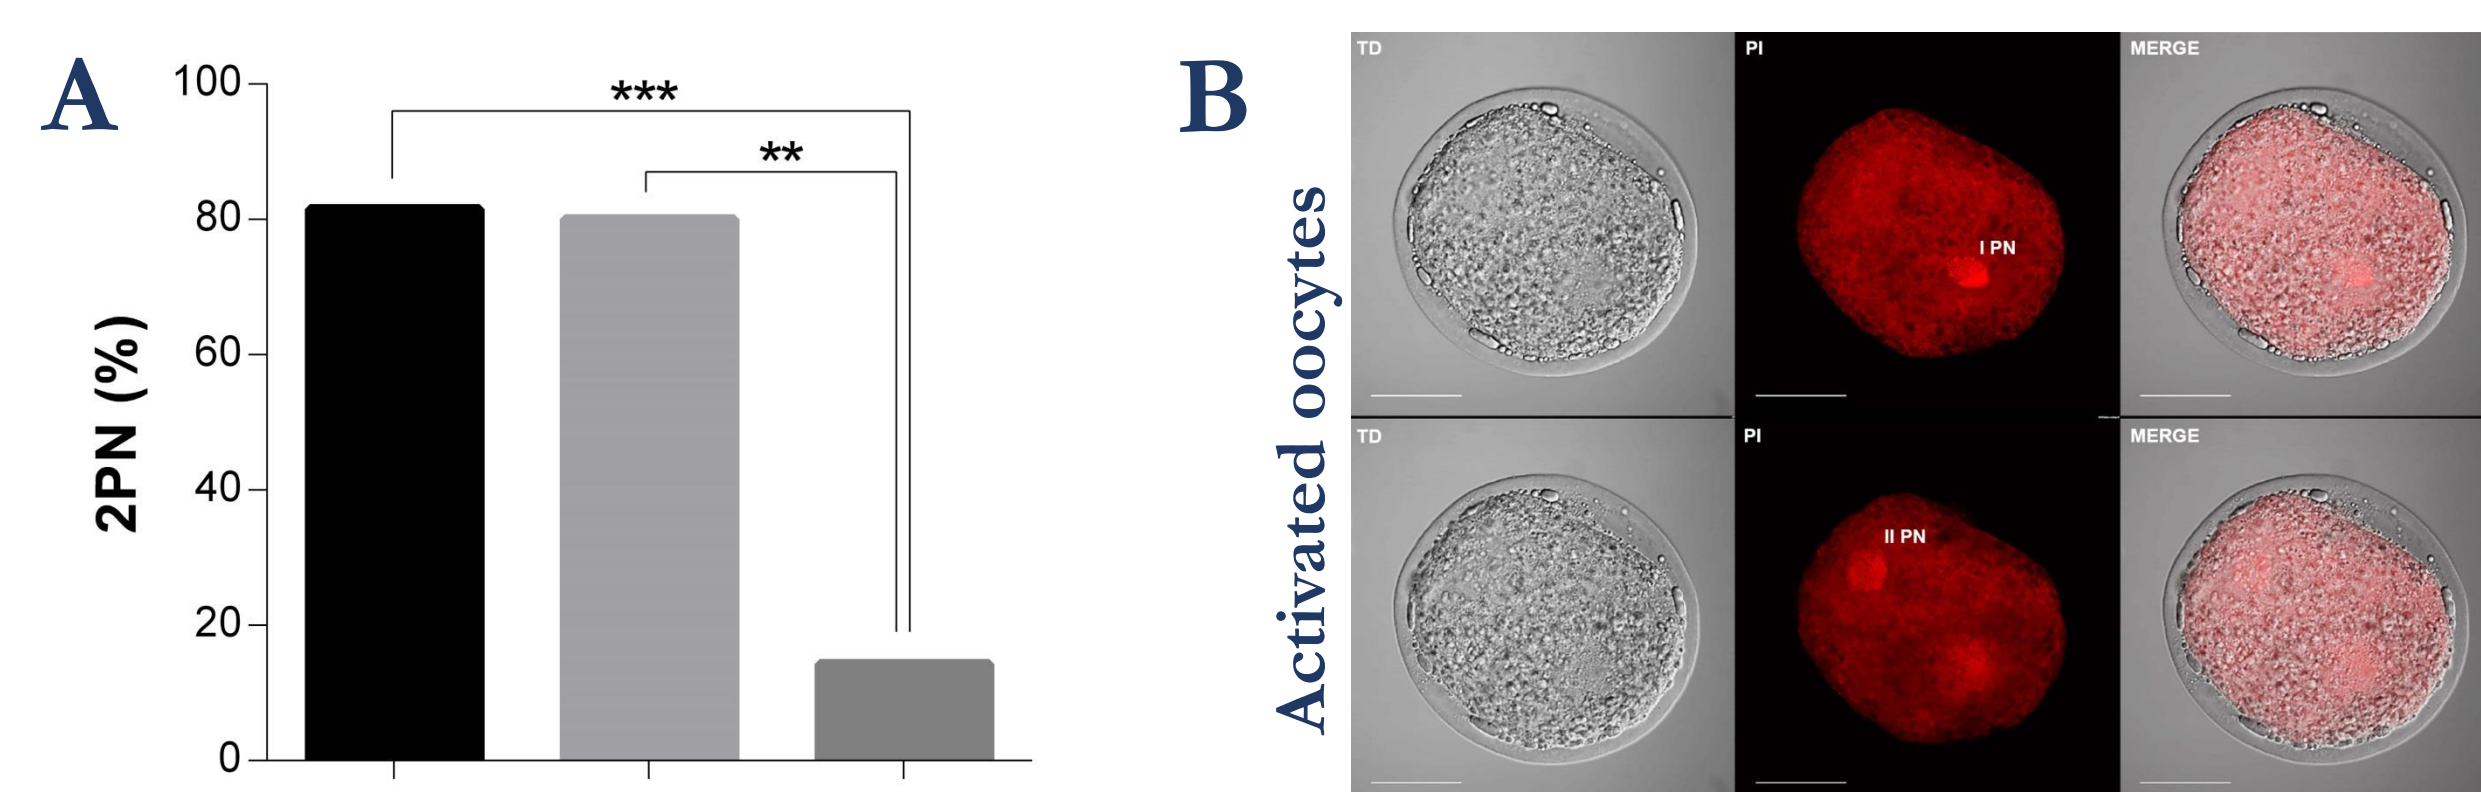 A
100
80
60
40
20
0
2PN (%)
***
**
B
Activated oocytes
TD
PI
I PN
MERGE
TD
PI
II PN
MERGE